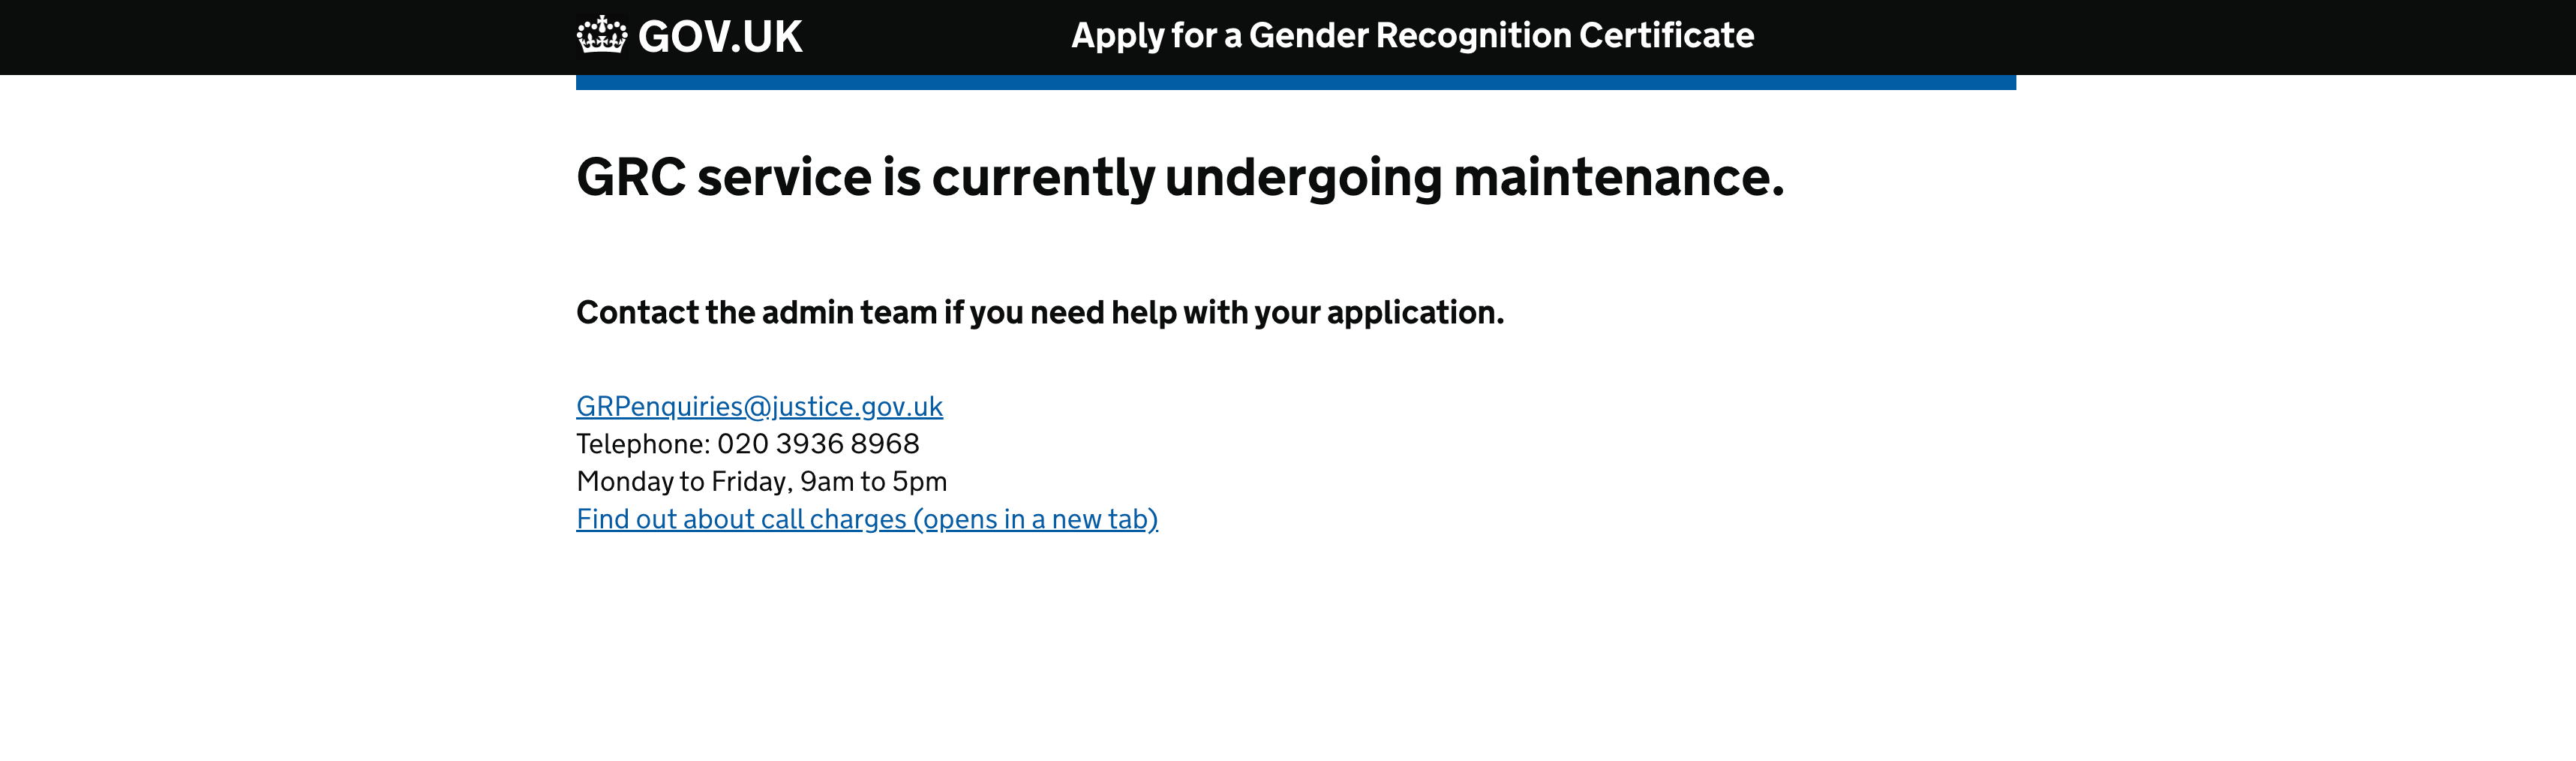 GOV.UK
Apply for a Gender Recognition Certificate
GRC service is currently undergoing maintenance.
Contact the admin team if you need help with your application.
GRPenquiries@justice.gov.uk
Telephone: 020 3936 8968
Monday to Friday, 9am to 5pm
Find out about call charges (opens in a new tab)